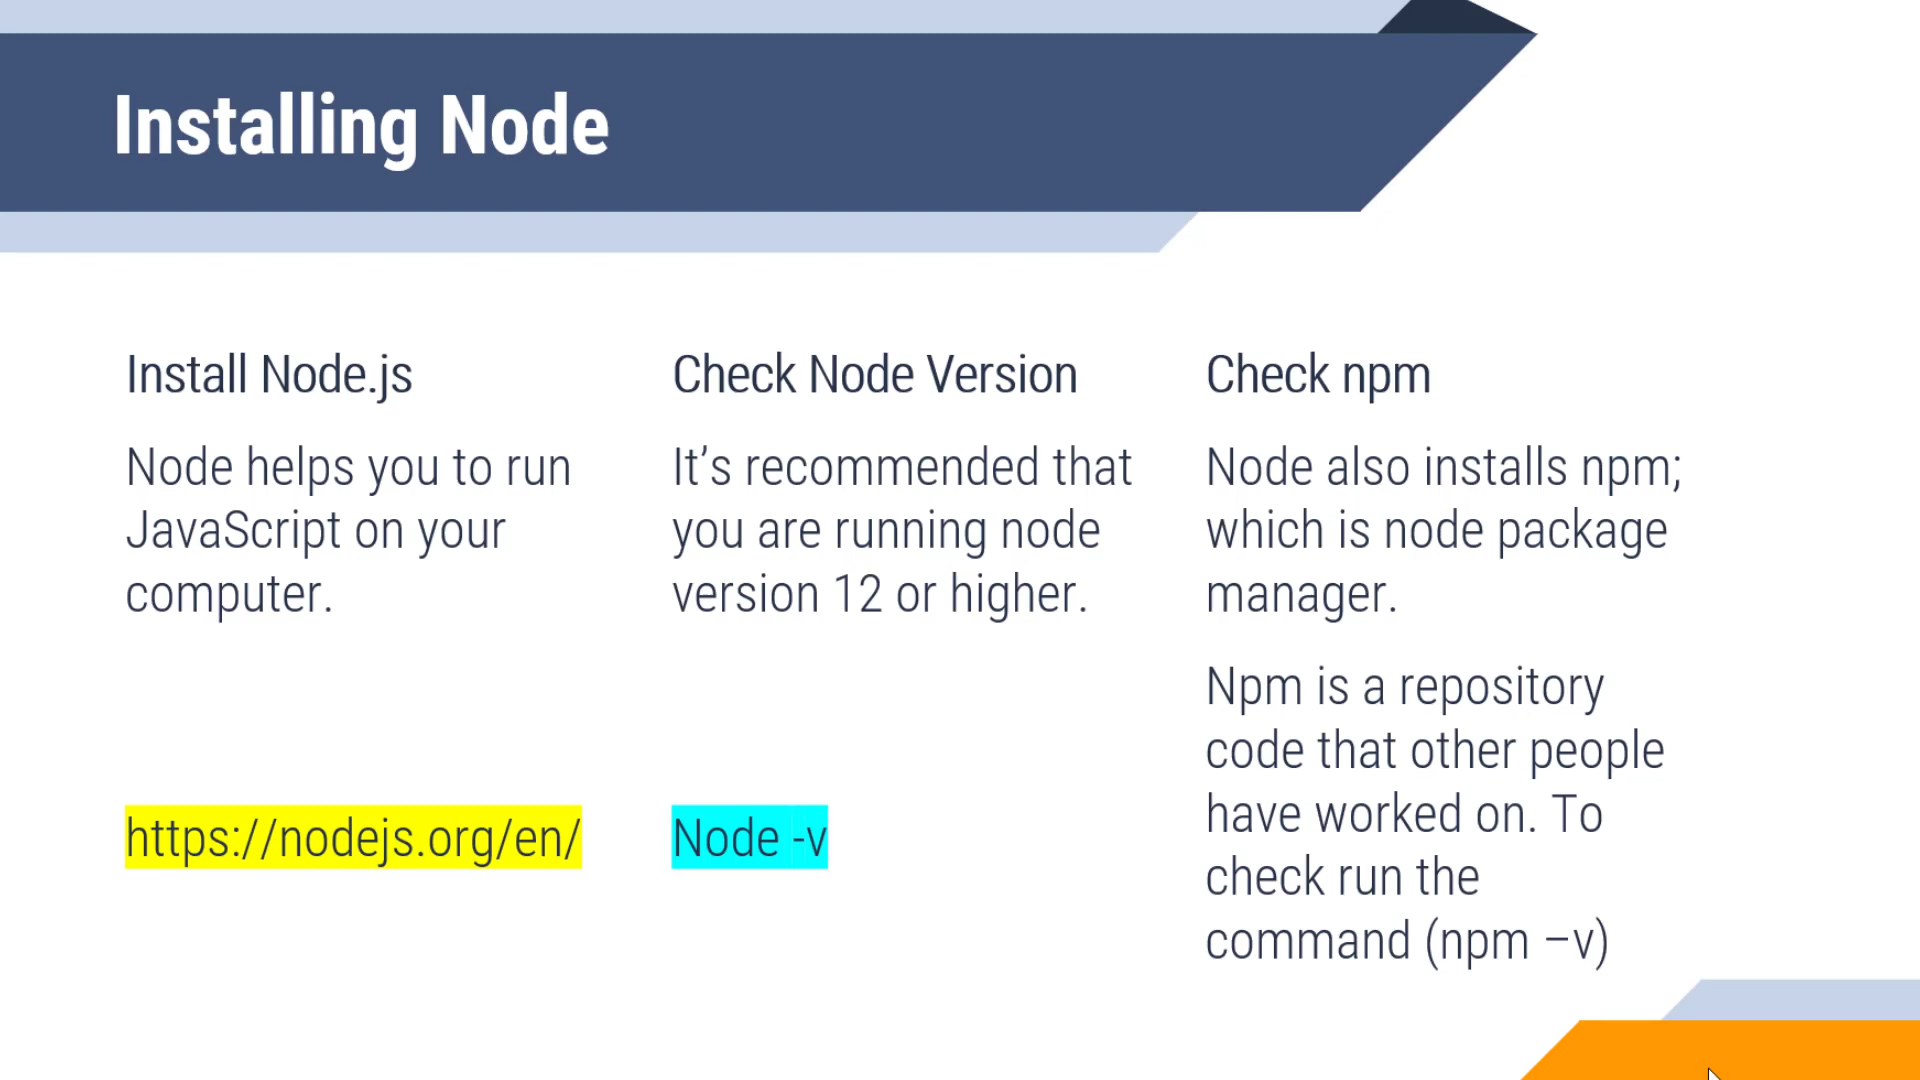 Installing Node
Install Node.js
Node helps you to run
JavaScript on your
computer.
https://nodejs.org/en/
Check Node Version
It’s recommended that
you are running node
version 12 or higher.
Node -v
Check npm
Node also installs npm;
which is node package
manager.
Npm is a repository
code that other people
have worked on. To
check run the
command (npm –v)